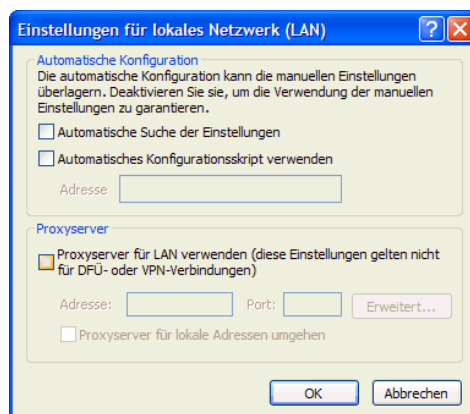 Einstellungen für lokales Netzwerk (LAN)
Automatische Konfiguration
Die automatische Konfiguration kann die manuellen Einstellungen
überlagern. Deaktivieren Sie sie, um die Verwendung der manuellen
Einstellungen zu garantieren.
Automatische Suche der Einstellungen
Automatisches Konfigurationsskript verwenden
Adresse
Proxyserver
Proxyserver für LAN verwenden (diese Einstellungen gelten nicht
für DFÜ- oder VPN-Verbindungen)
Adresse: Port: Erweitert...
Proxyserver für lokale Adressen umgehen
OK Abbrechen